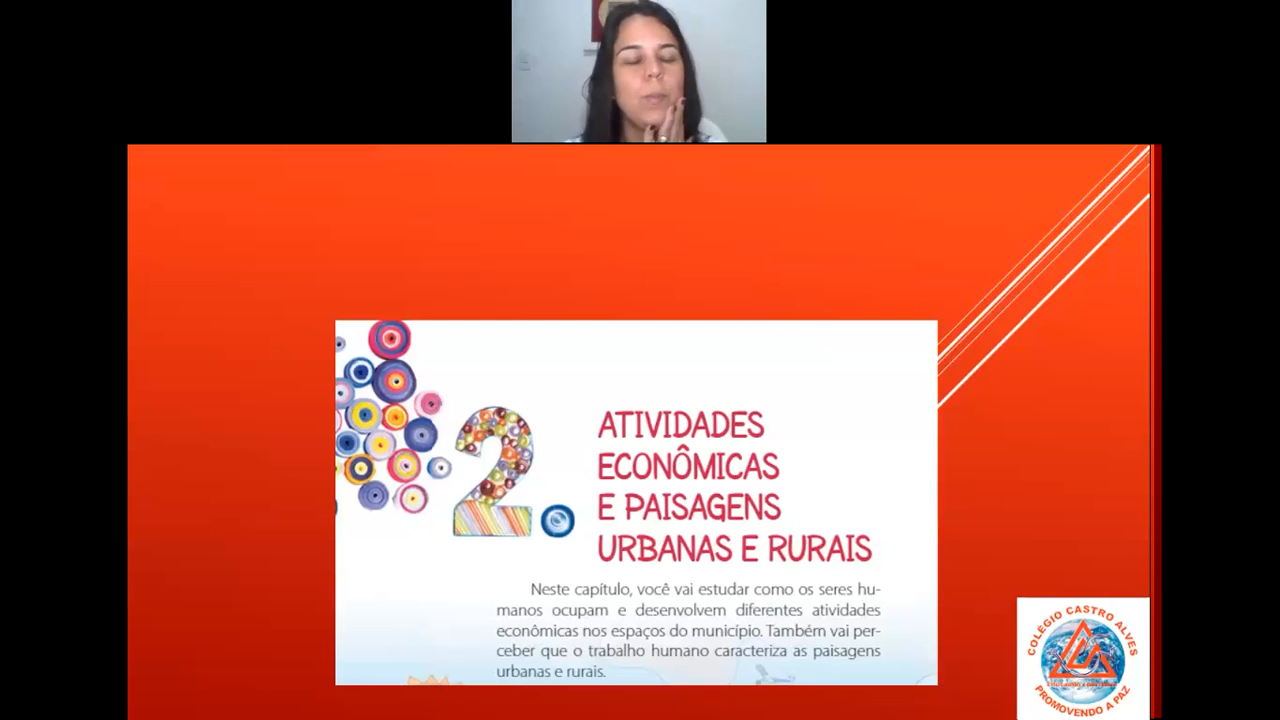 2.
ATIVIDADES
ECONÔMICAS
E PAISAGENS
URBANAS E RURAIS
Neste capítulo, você vai estudar como os seres hu-
manos ocupam e desenvolvem diferentes atividades
econômicas nos espaços do município. Também vai per-
ceber que o trabalho humano caracteriza as paisagens
urbanas e rurais.
COLÉGIO CASTRO ALVES
PROMOVENDO A PAZ